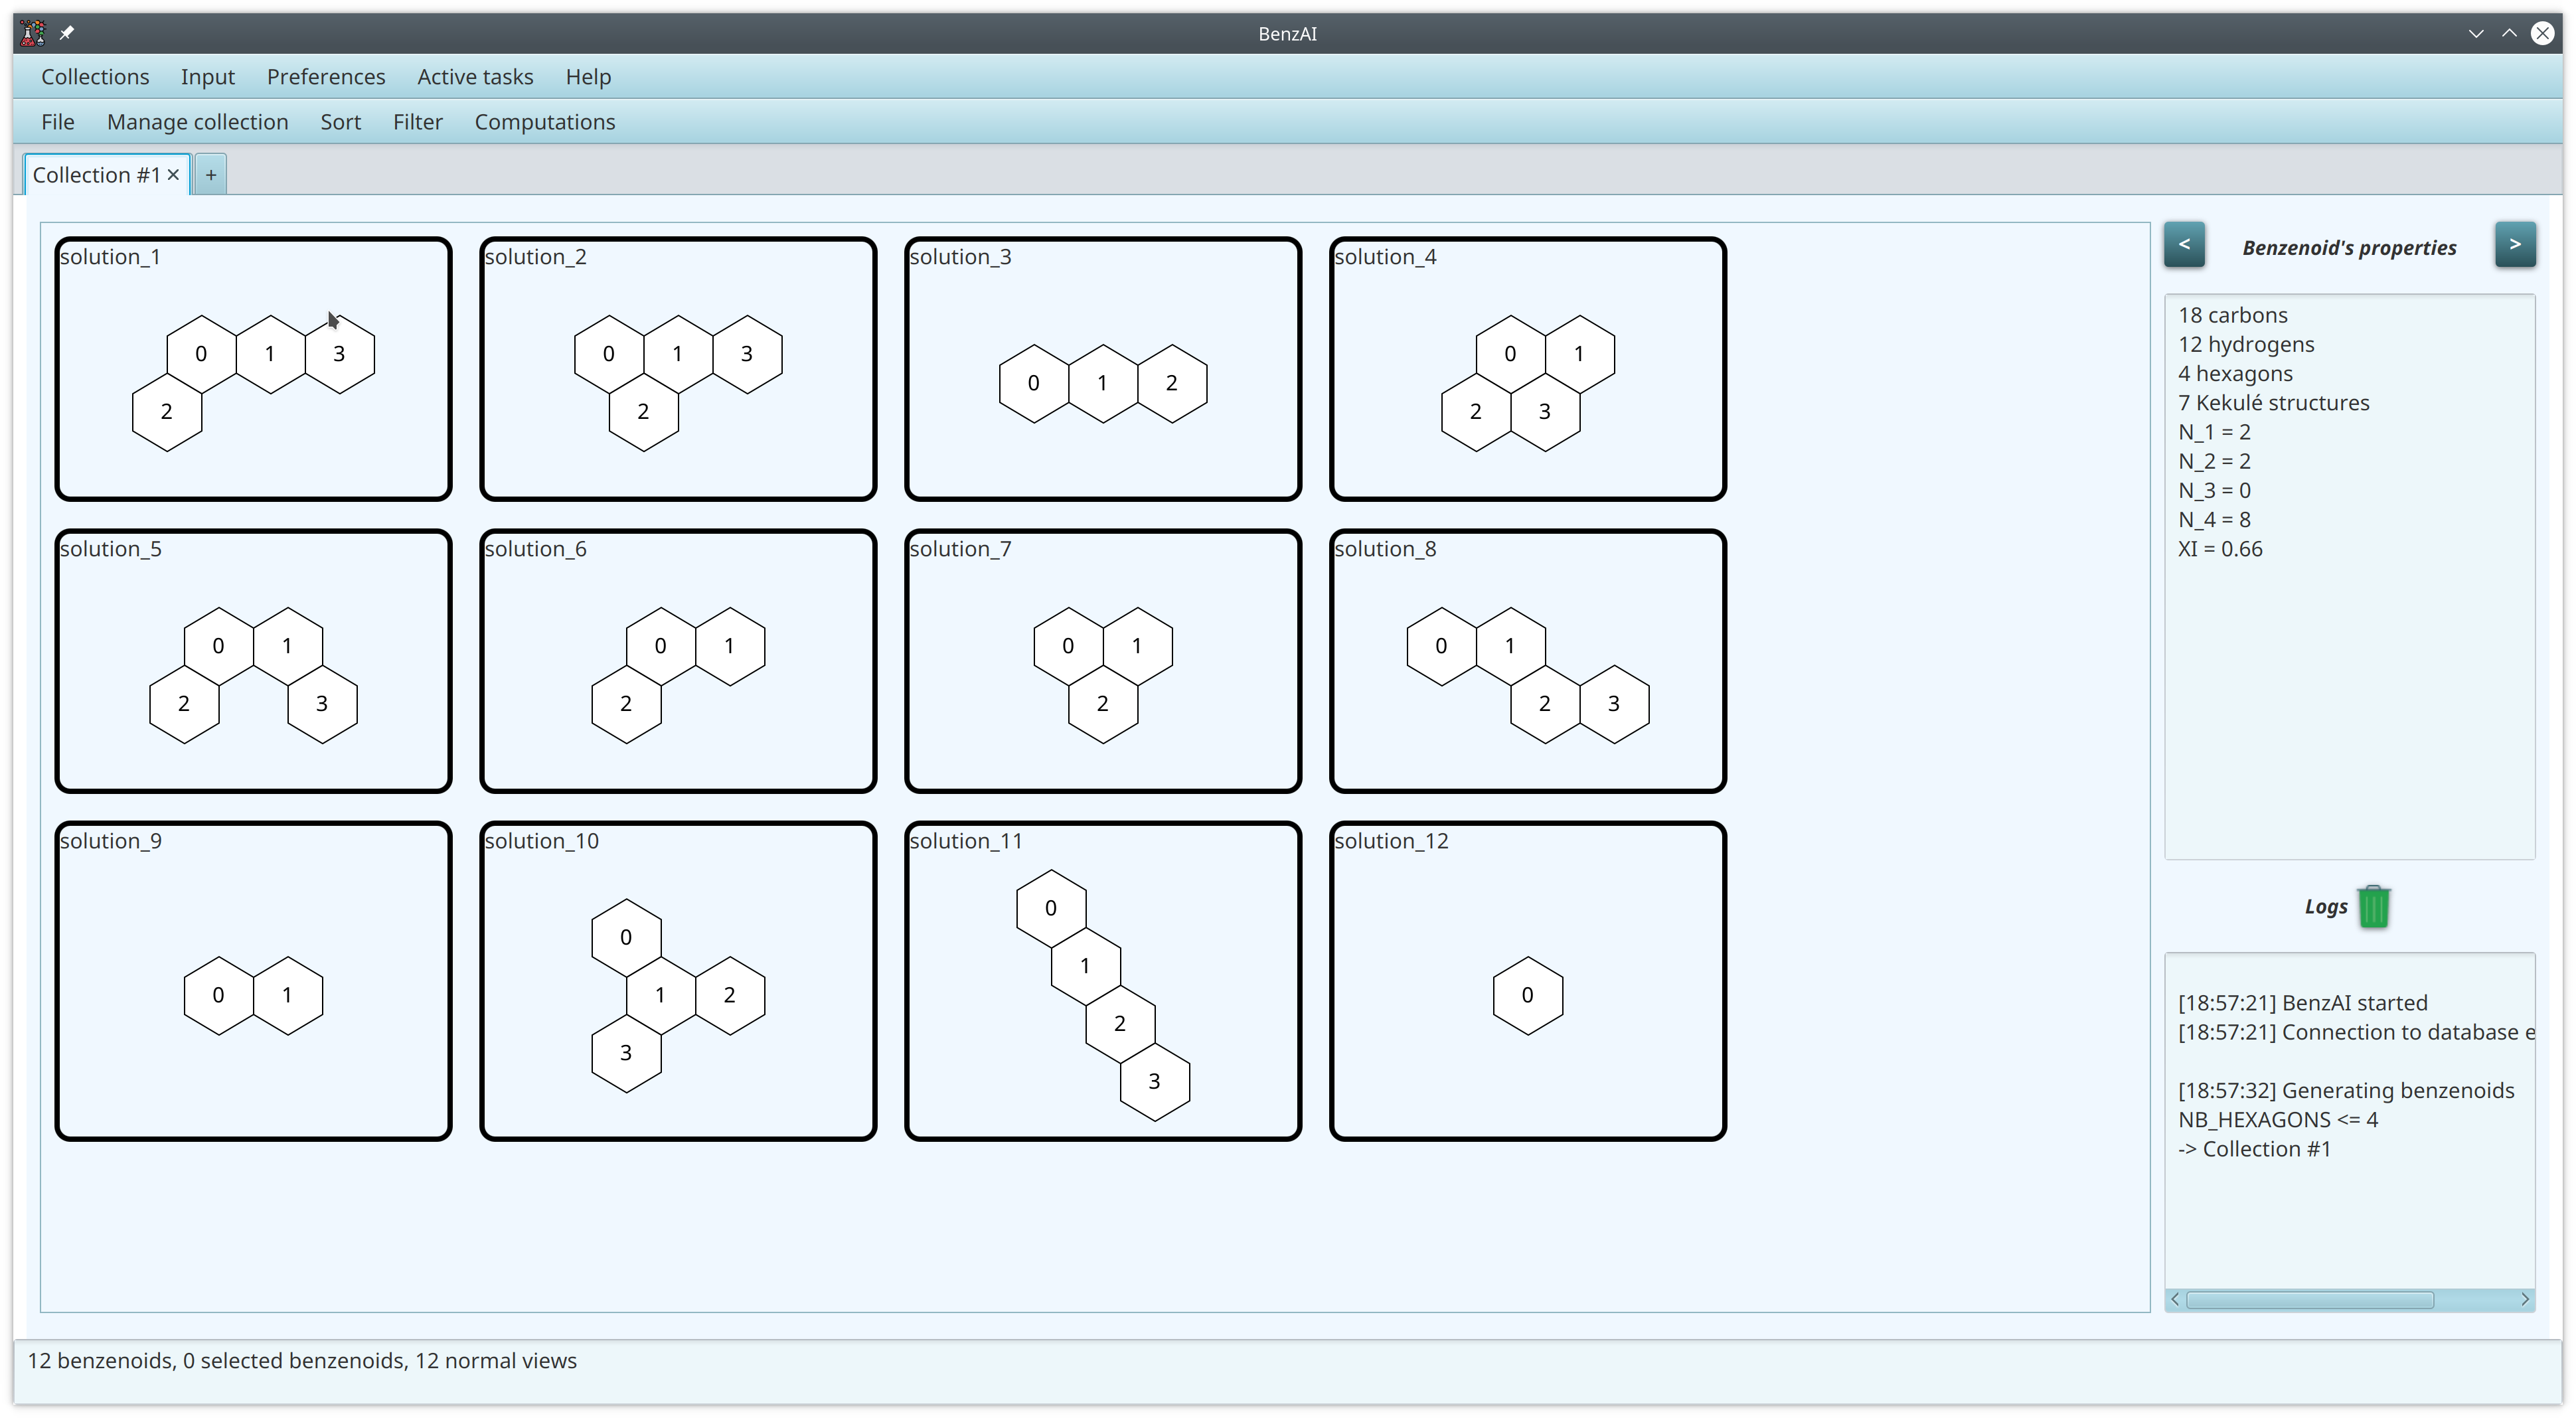 BenzAI
Collections Input Preferences Active tasks Help
File Manage collection Sort Filter Computations
Collection #1 × +
solution_1
0 1 3
2
solution_2
0 1 3
2
solution_3
0 1 2
solution_4
0 1
2 3
solution_5
0 1
2 3
solution_6
0 1
2
solution_7
0 1
2
solution_8
0 1
2 3
solution_9
0 1
solution_10
0
1 2
3
solution_11
0
1
2
3
solution_12
0
< Benzenoid's properties >
18 carbons
12 hydrogens
4 hexagons
7 Kekulé structures
N_1 = 2
N_2 = 2
N_3 = 0
N_4 = 8
XI = 0.66
Logs
[18:57:21] BenzAI started
[18:57:21] Connection to database e
[18:57:32] Generating benzenoids
NB_HEXAGONS <= 4
-> Collection #1
12 benzenoids, 0 selected benzenoids, 12 normal views